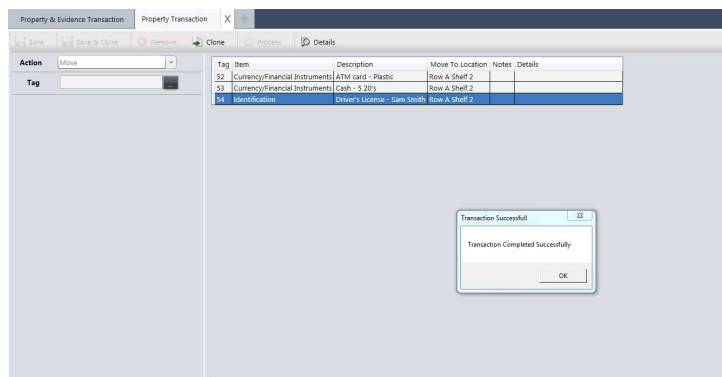 Property & Evidence Transaction Property Transaction X +
Save Save & Close Remove Clone Process Details
Action Move
Tag ...
Tag Item Description Move To Location Notes Details
52 Currency/Financial Instruments ATM card - Plastic Row A Shelf 2
53 Currency/Financial Instruments Cash - 5 20's Row A Shelf 2
54 Identification Driver's License - Sam Smith Row A Shelf 2
Transaction Successfull
Transaction Completed Successfully
OK